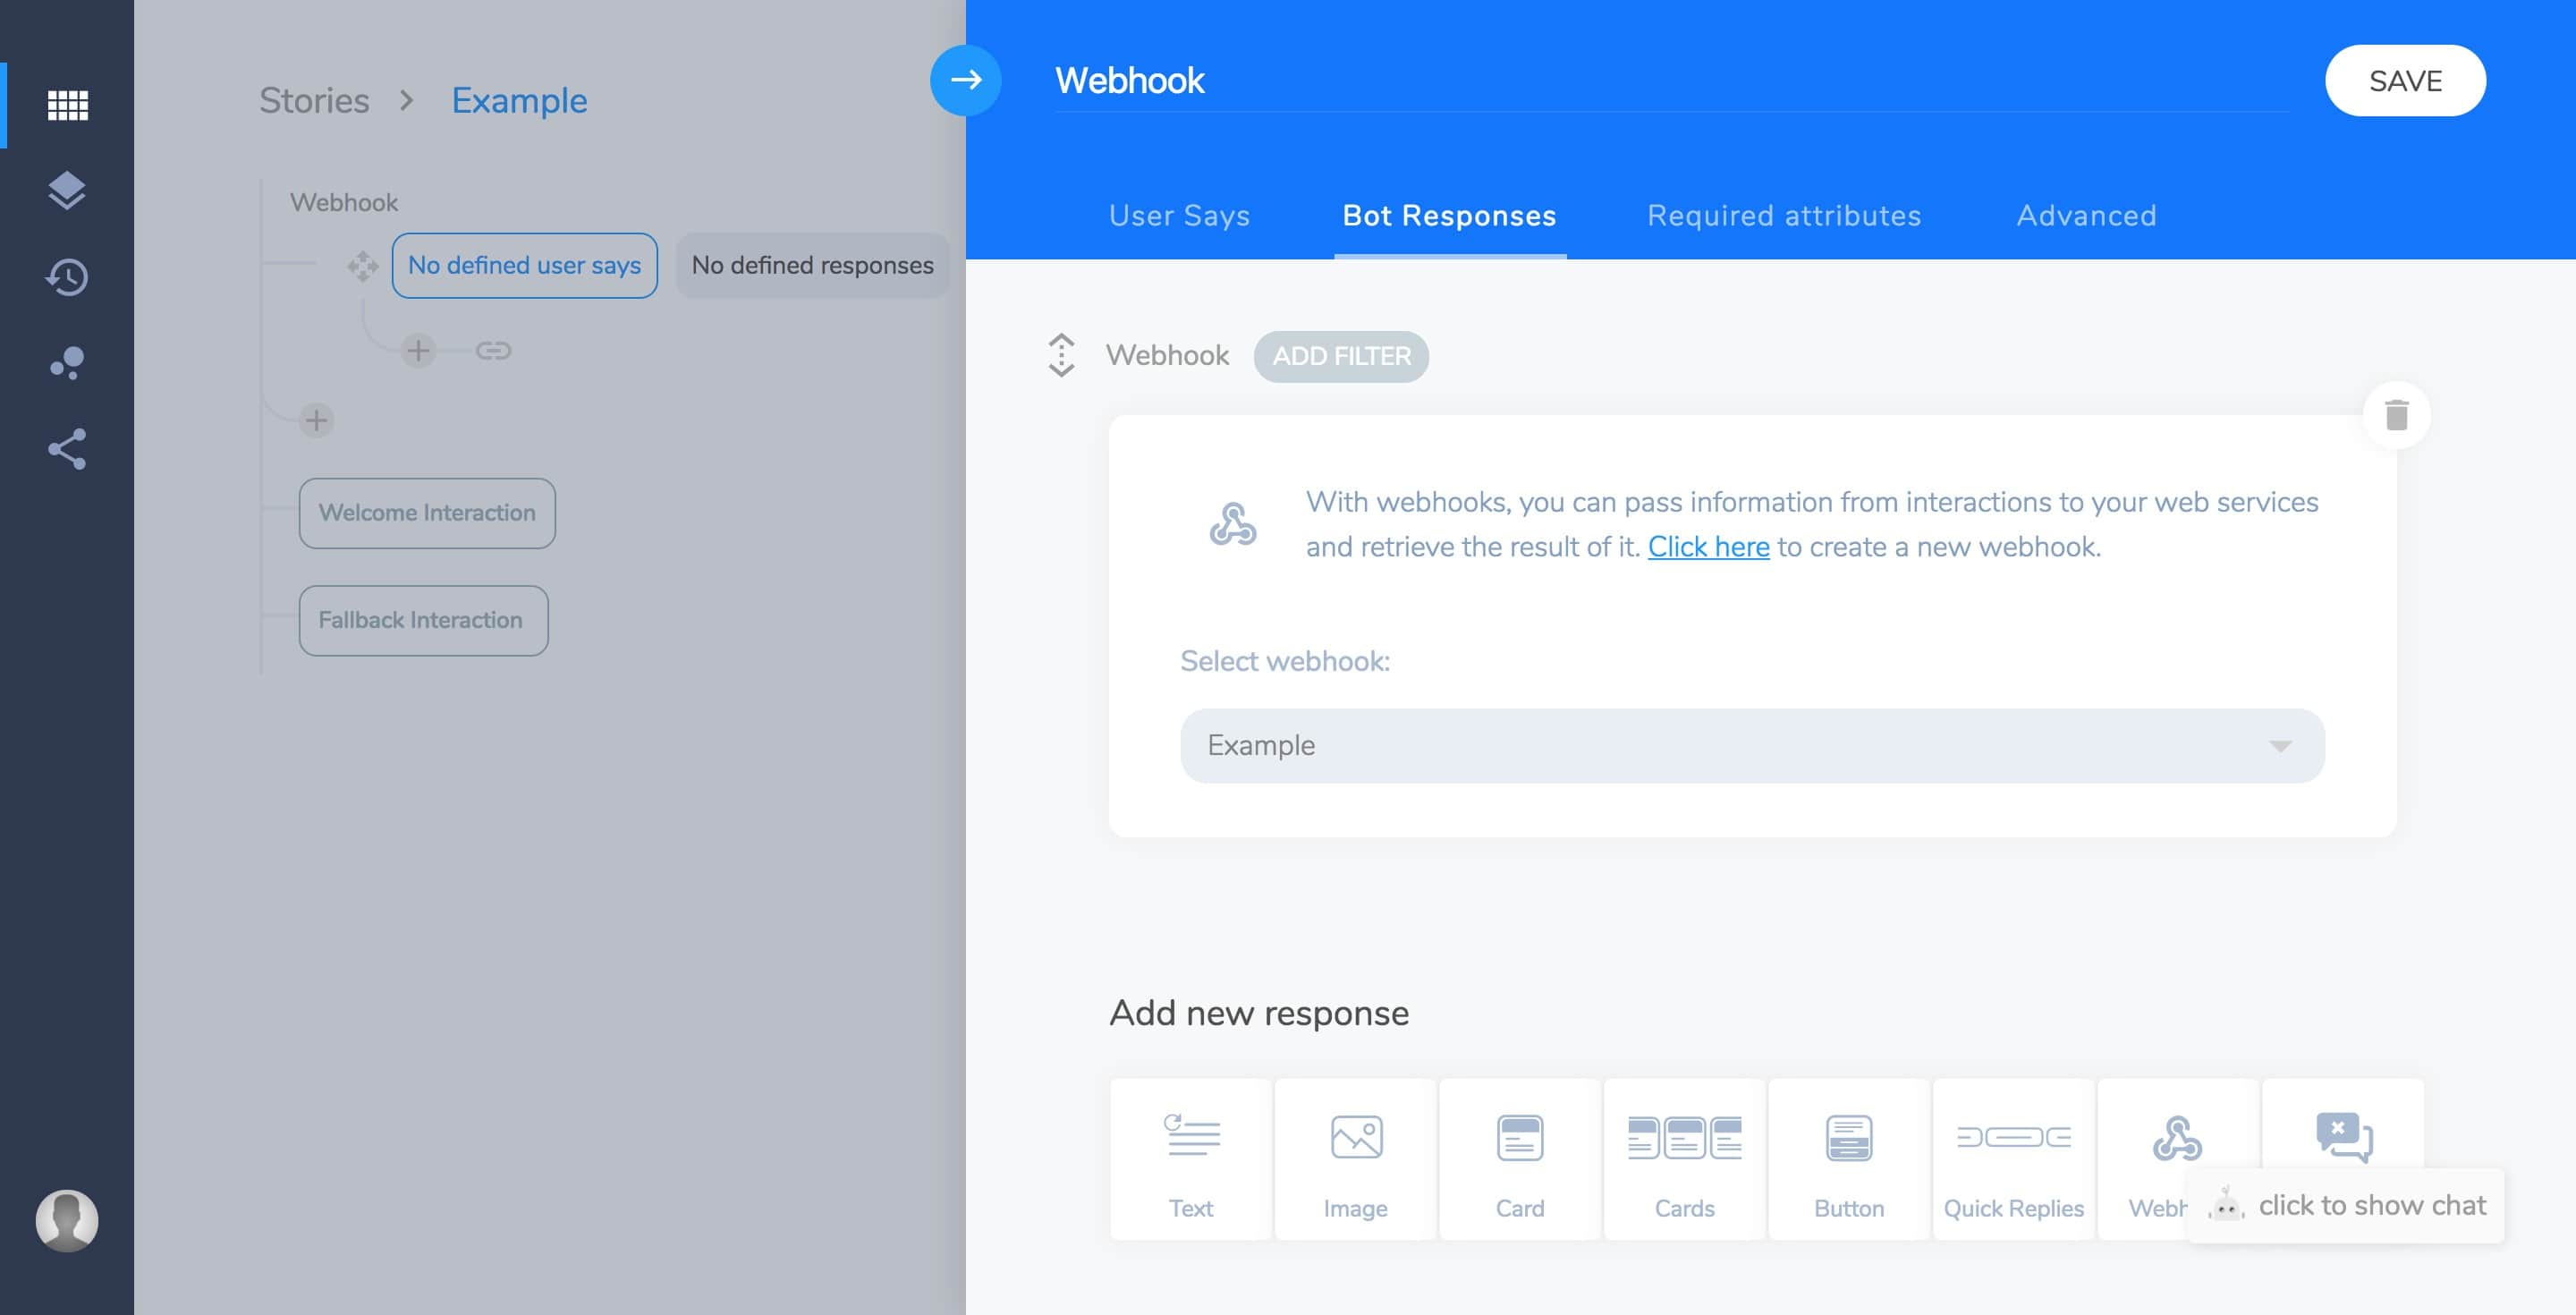 Stories > Example
Webhook
No defined user says
No defined responses
Welcome Interaction
Fallback Interaction
Webhook
SAVE
User Says
Bot Responses
Required attributes
Advanced
Webhook
ADD FILTER
With webhooks, you can pass information from interactions to your web services
and retrieve the result of it. Click here to create a new webhook.
Select webhook:
Example
Add new response
Text
Image
Card
Cards
Button
Quick Replies
Webh
click to show chat